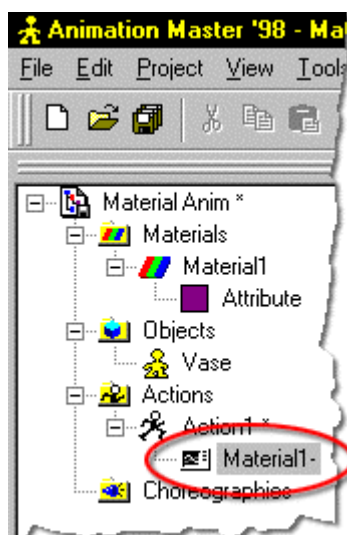 Animation Master '98 - Ma
File Edit Project View Tools
Material Anim *
Materials
Material1
Attribute
Objects
Vase
Actions
Action1 *
Material1-
Choreographies